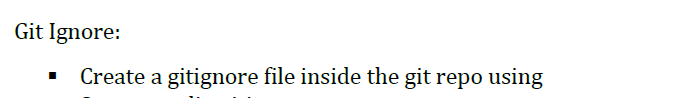 Git Ignore:
▪ Create a gitignore file inside the git repo using